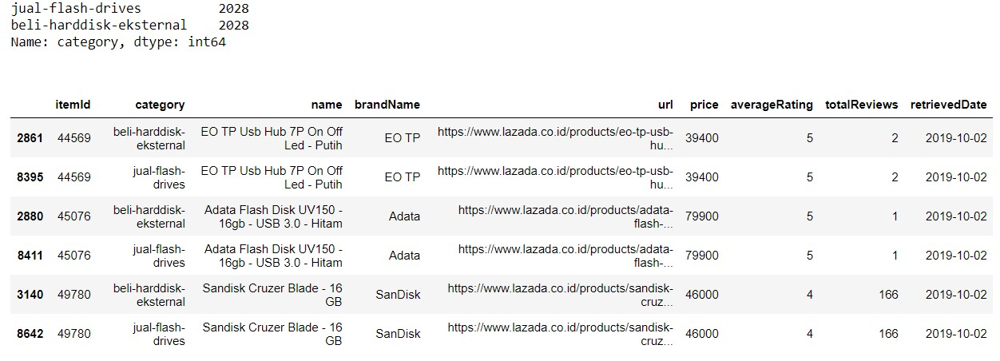 jual-flash-drives 2028
beli-harddisk-eksternal 2028
Name: category, dtype: int64
itemId category name brandName url price averageRating totalReviews retrievedDate
2861 44569 beli-harddisk- EO TP Usb Hub 7P On Off EO TP https://www.lazada.co.id/products/eo-tp-usb- 39400 5 2 2019-10-02
eksternal Led - Putih hu...
8395 44569 jual-flash- EO TP Usb Hub 7P On Off EO TP https://www.lazada.co.id/products/eo-tp-usb- 39400 5 2 2019-10-02
drives Led - Putih hu...
2880 45076 beli-harddisk- Adata Flash Disk UV150 - Adata https://www.lazada.co.id/products/adata- 79900 5 1 2019-10-02
eksternal 16gb - USB 3.0 - Hitam flash-...
8411 45076 jual-flash- Adata Flash Disk UV150 - Adata https://www.lazada.co.id/products/adata- 79900 5 1 2019-10-02
drives 16gb - USB 3.0 - Hitam flash-...
3140 49780 beli-harddisk- Sandisk Cruzer Blade - 16 SanDisk https://www.lazada.co.id/products/sandisk- 46000 4 166 2019-10-02
eksternal GB cruz...
8642 49780 jual-flash- Sandisk Cruzer Blade - 16 SanDisk https://www.lazada.co.id/products/sandisk- 46000 4 166 2019-10-02
drives GB cruz...